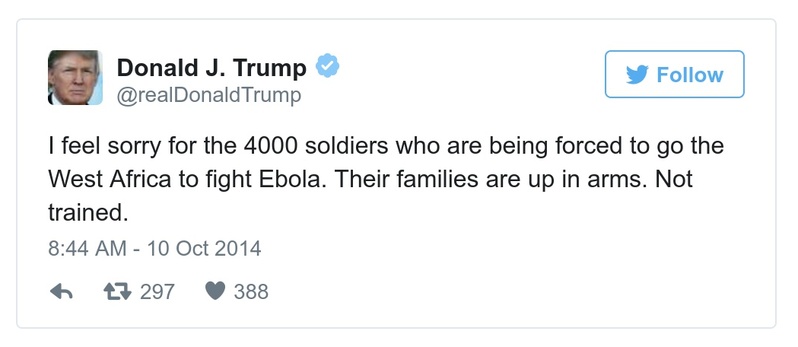 Donald J. Trump
@realDonaldTrump
Follow
I feel sorry for the 4000 soldiers who are being forced to go the
West Africa to fight Ebola. Their families are up in arms. Not
trained.
8:44 AM - 10 Oct 2014
297 388